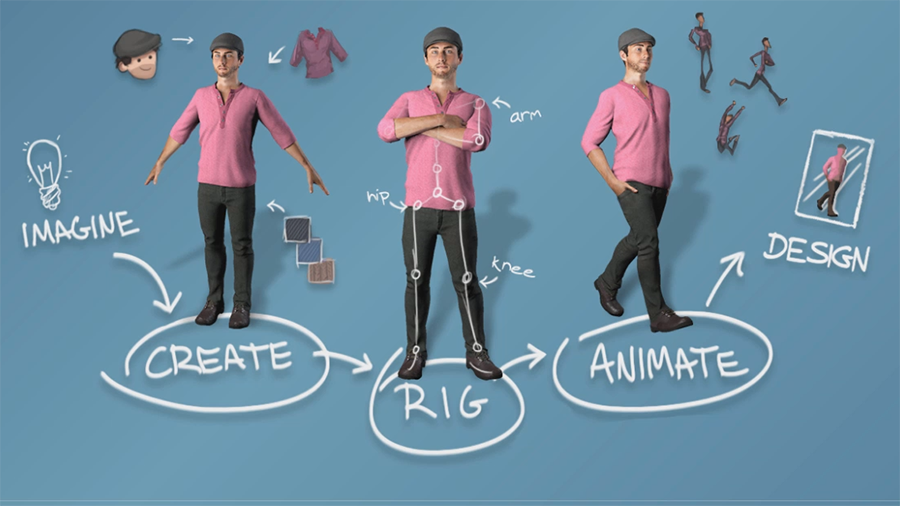 IMAGINE
CREATE
RIG
arm
hip
knee
ANIMATE
DESIGN